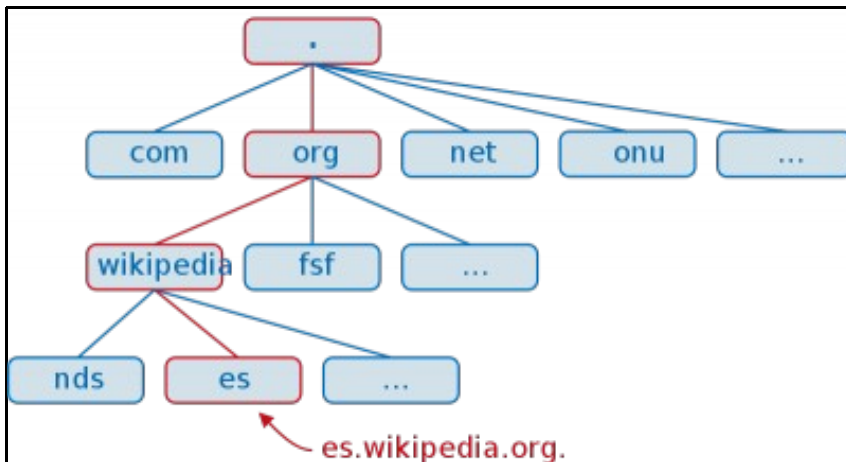 .
com org net onu ...
wikipedia fsf ...
nds es ...
es.wikipedia.org.